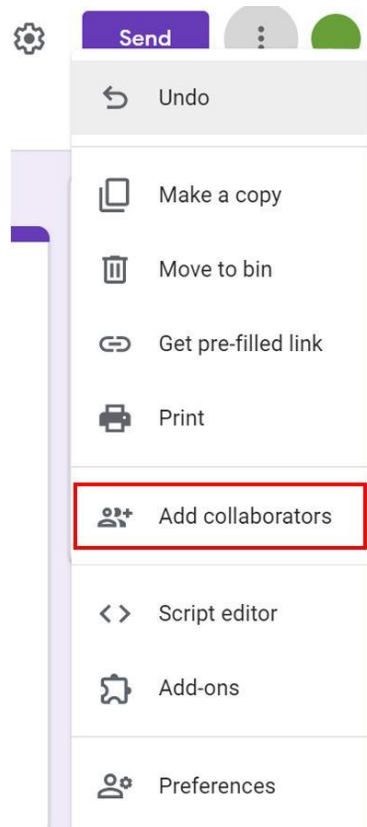 Send
Undo
Make a copy
Move to bin
Get pre-filled link
Print
Add collaborators
Script editor
Add-ons
Preferences